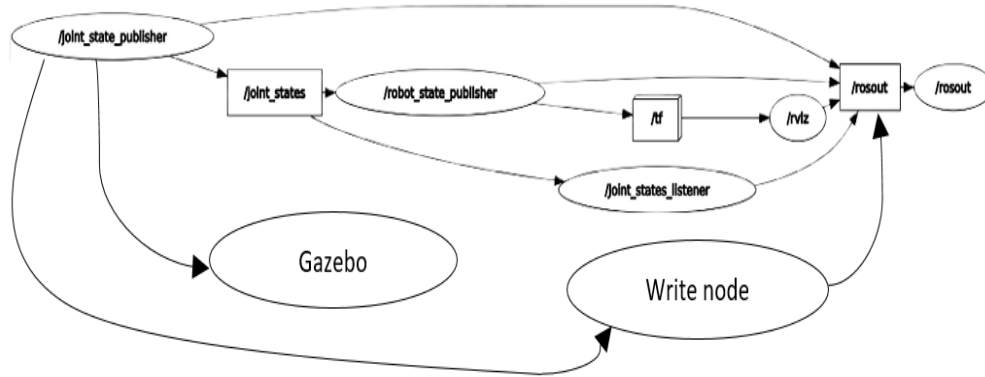 /joint_state_publisher
/joint_states
/robot_state_publisher
/tf
/rviz
/rosout
/rosout
/joint_states_listener
Gazebo
Write node